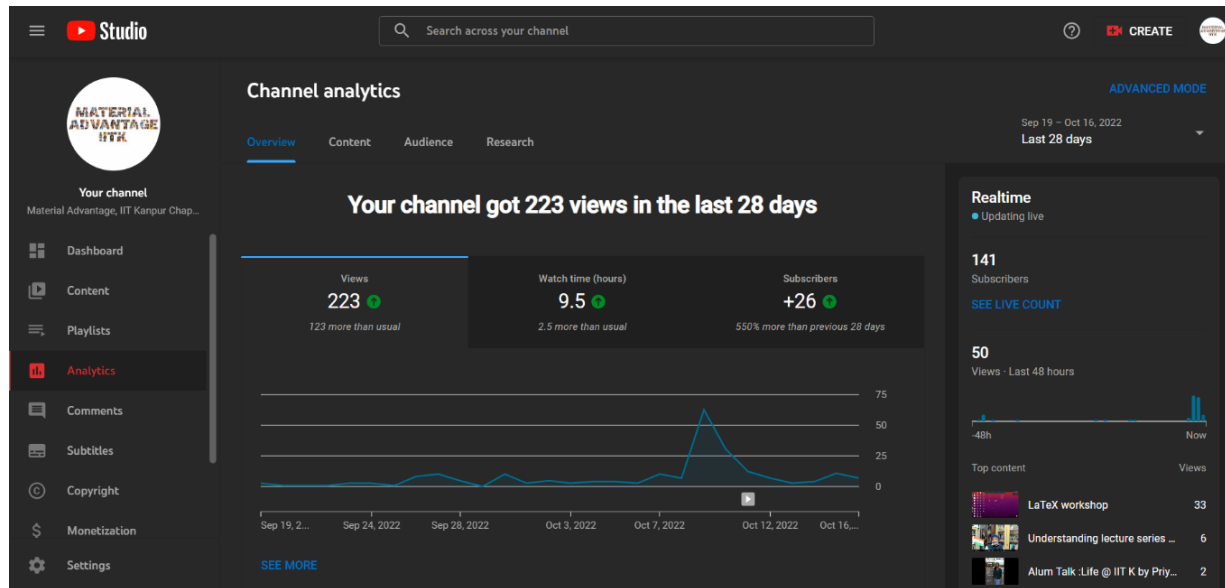 Studio
Search across your channel
CREATE
MATERIAL
ADVANTAGE
IITK
Your channel
Material Advantage, IIT Kanpur Chap...
Dashboard
Content
Playlists
Analytics
Comments
Subtitles
Copyright
Monetization
Settings
Channel analytics
ADVANCED MODE
Overview
Content
Audience
Research
Sep 19 – Oct 16, 2022
Last 28 days
Your channel got 223 views in the last 28 days
Views
223
123 more than usual
Watch time (hours)
9.5
2.5 more than usual
Subscribers
+26
550% more than previous 28 days
75
50
25
0
Sep 19, 2... Sep 24, 2022 Sep 28, 2022 Oct 3, 2022 Oct 7, 2022 Oct 12, 2022 Oct 16,...
SEE MORE
Realtime
Updating live
141
Subscribers
SEE LIVE COUNT
50
Views · Last 48 hours
-48h Now
Top content Views
LaTeX workshop 33
Understanding lecture series ... 6
Alum Talk :Life @ IIT K by Priy... 2